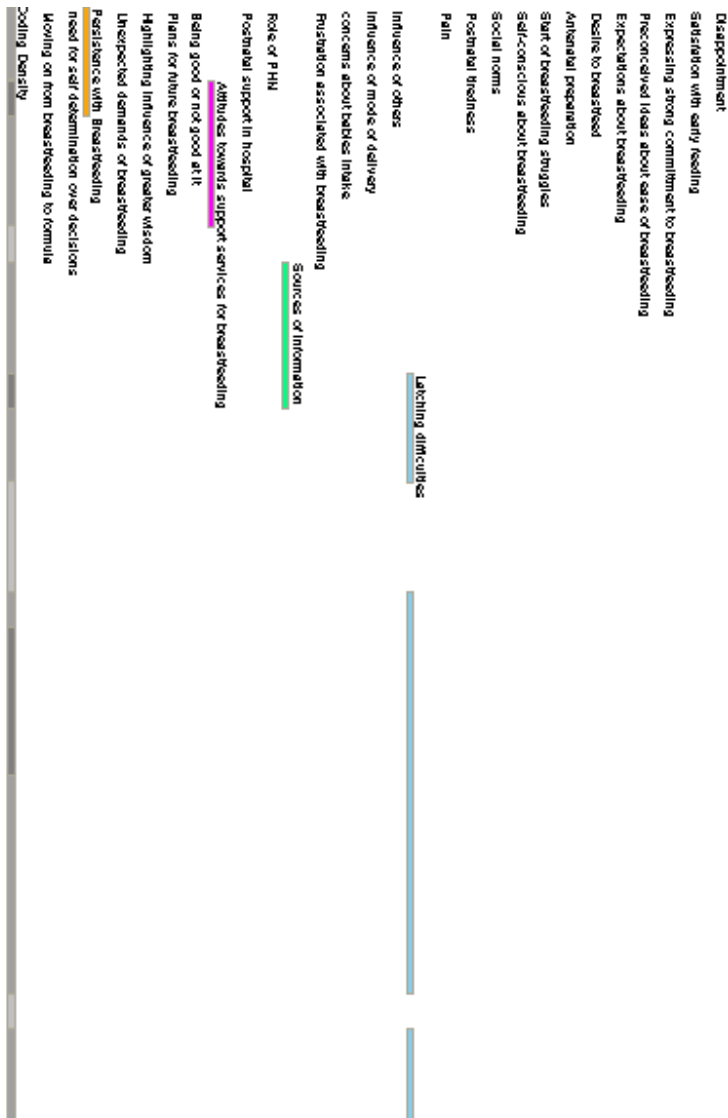 Disappointment
Satisfation with early feeding
Expressing strong committment to breastfeeding
Preconceived ideas about ease of breastfeeding
Expectations about breastfeeding
Desire to breastfeed
Antenatal preparation
Start of breastfeeding struggles
Self-conscious about breastfeeding
Social norms
Postnatal tiredness
Pain
Latching difficulties
Influence of others
Influence of mode of delivery
concerns about babies intake
Frustration associated with breastfeeding
Sources of information
Role of PHN
Postnatal support in hospital
Attitudes towards support services for breastfeeding
Being good or not good at it
Plans for future breastfeeding
Highlighting influence of greater wisdom
Unexpected demands of breastfeeding
Persistence with Breastfeeding
need for self determination over decisions
Moving on from breastfeeding to formula
Coding Density